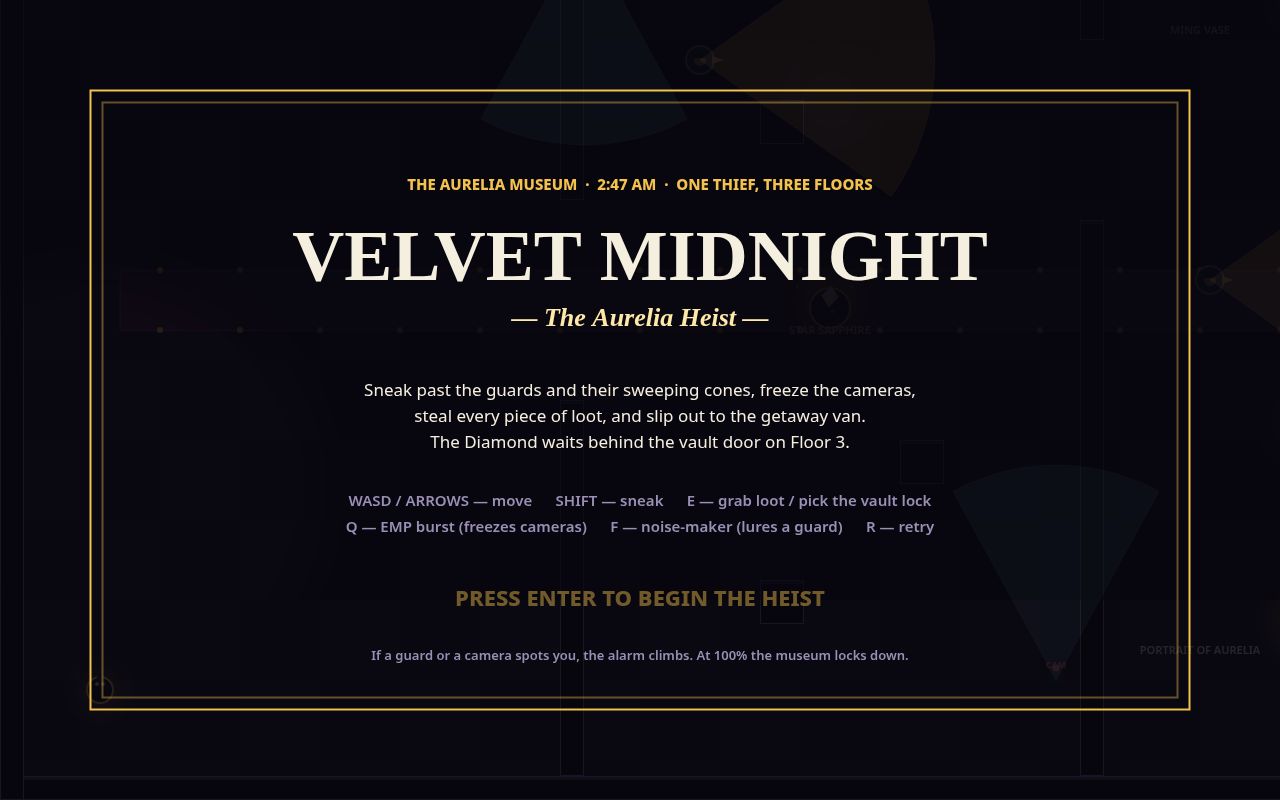 MING VASE
THE AURELIA MUSEUM · 2:47 AM · ONE THIEF, THREE FLOORS
VELVET MIDNIGHT
— The Aurelia Heist —
STAR SAPPHIRE
Sneak past the guards and their sweeping cones, freeze the cameras,
steal every piece of loot, and slip out to the getaway van.
The Diamond waits behind the vault door on Floor 3.
WASD / ARROWS — move SHIFT — sneak E — grab loot / pick the vault lock
Q — EMP burst (freezes cameras) F — noise-maker (lures a guard) R — retry
PRESS ENTER TO BEGIN THE HEIST
If a guard or a camera spots you, the alarm climbs. At 100% the museum locks down.
PORTRAIT OF AURELIA
CAM